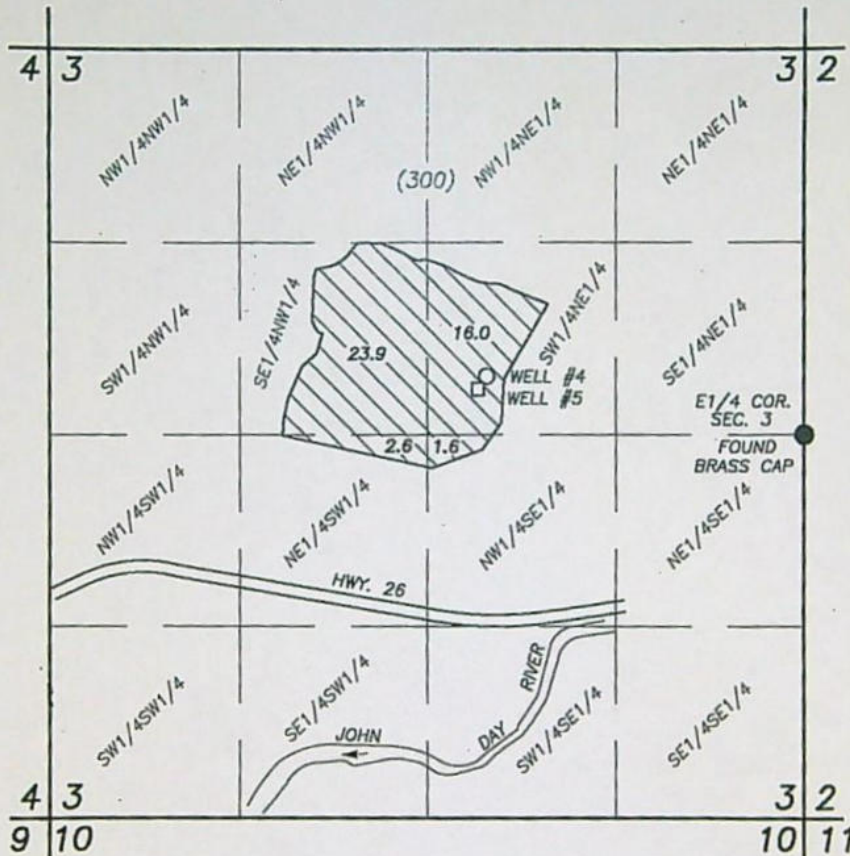 4 3
3 2
NW1/4NW1/4
NE1/4NW1/4
NW1/4NE1/4
NE1/4NE1/4
(300)
SW1/4NW1/4
SE1/4NW1/4
SW1/4NE1/4
SE1/4NE1/4
16.0
23.9
WELL #4
WELL #5
E1/4 COR.
SEC. 3
FOUND
BRASS CAP
2.6
1.6
NW1/4SW1/4
NE1/4SW1/4
NW1/4SE1/4
NE1/4SE1/4
HWY. 26
SW1/4SW1/4
SE1/4SW1/4
JOHN DAY RIVER
SW1/4SE1/4
SE1/4SE1/4
4 3
3 2
9 10
10 11